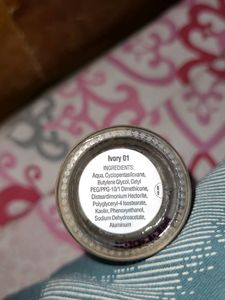 Ivory 01
INGREDIENTS:
Aqua, Cyclopentasiloxane,
Butylene Glycol, Cetyl
PEG/PPG-10/1 Dimethicone,
Disteardimonium Hectorite,
Polyglyceryl-4 Isostearate,
Kaolin, Phenoxyethanol,
Sodium Dehydroacetate,
Aluminum